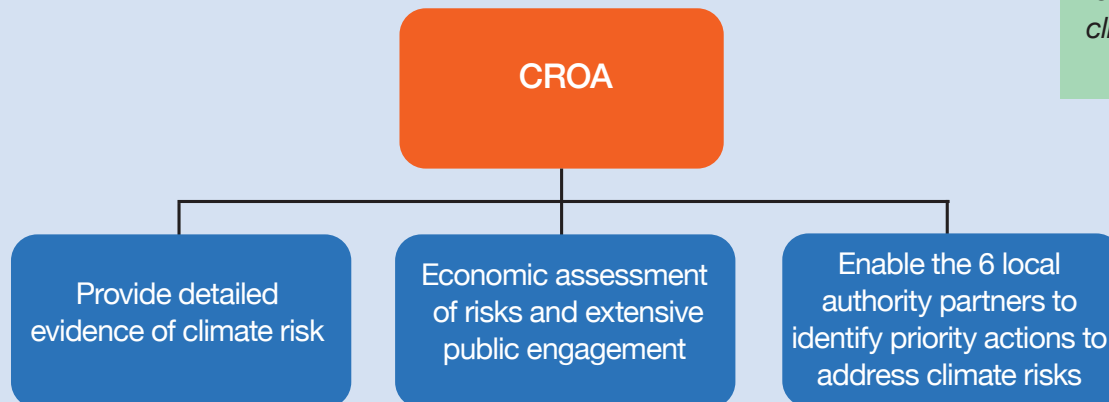 CROA
Provide detailed
evidence of climate risk
Economic assessment
of risks and extensive
public engagement
Enable the 6 local
authority partners to
identify priority actions to
address climate risks